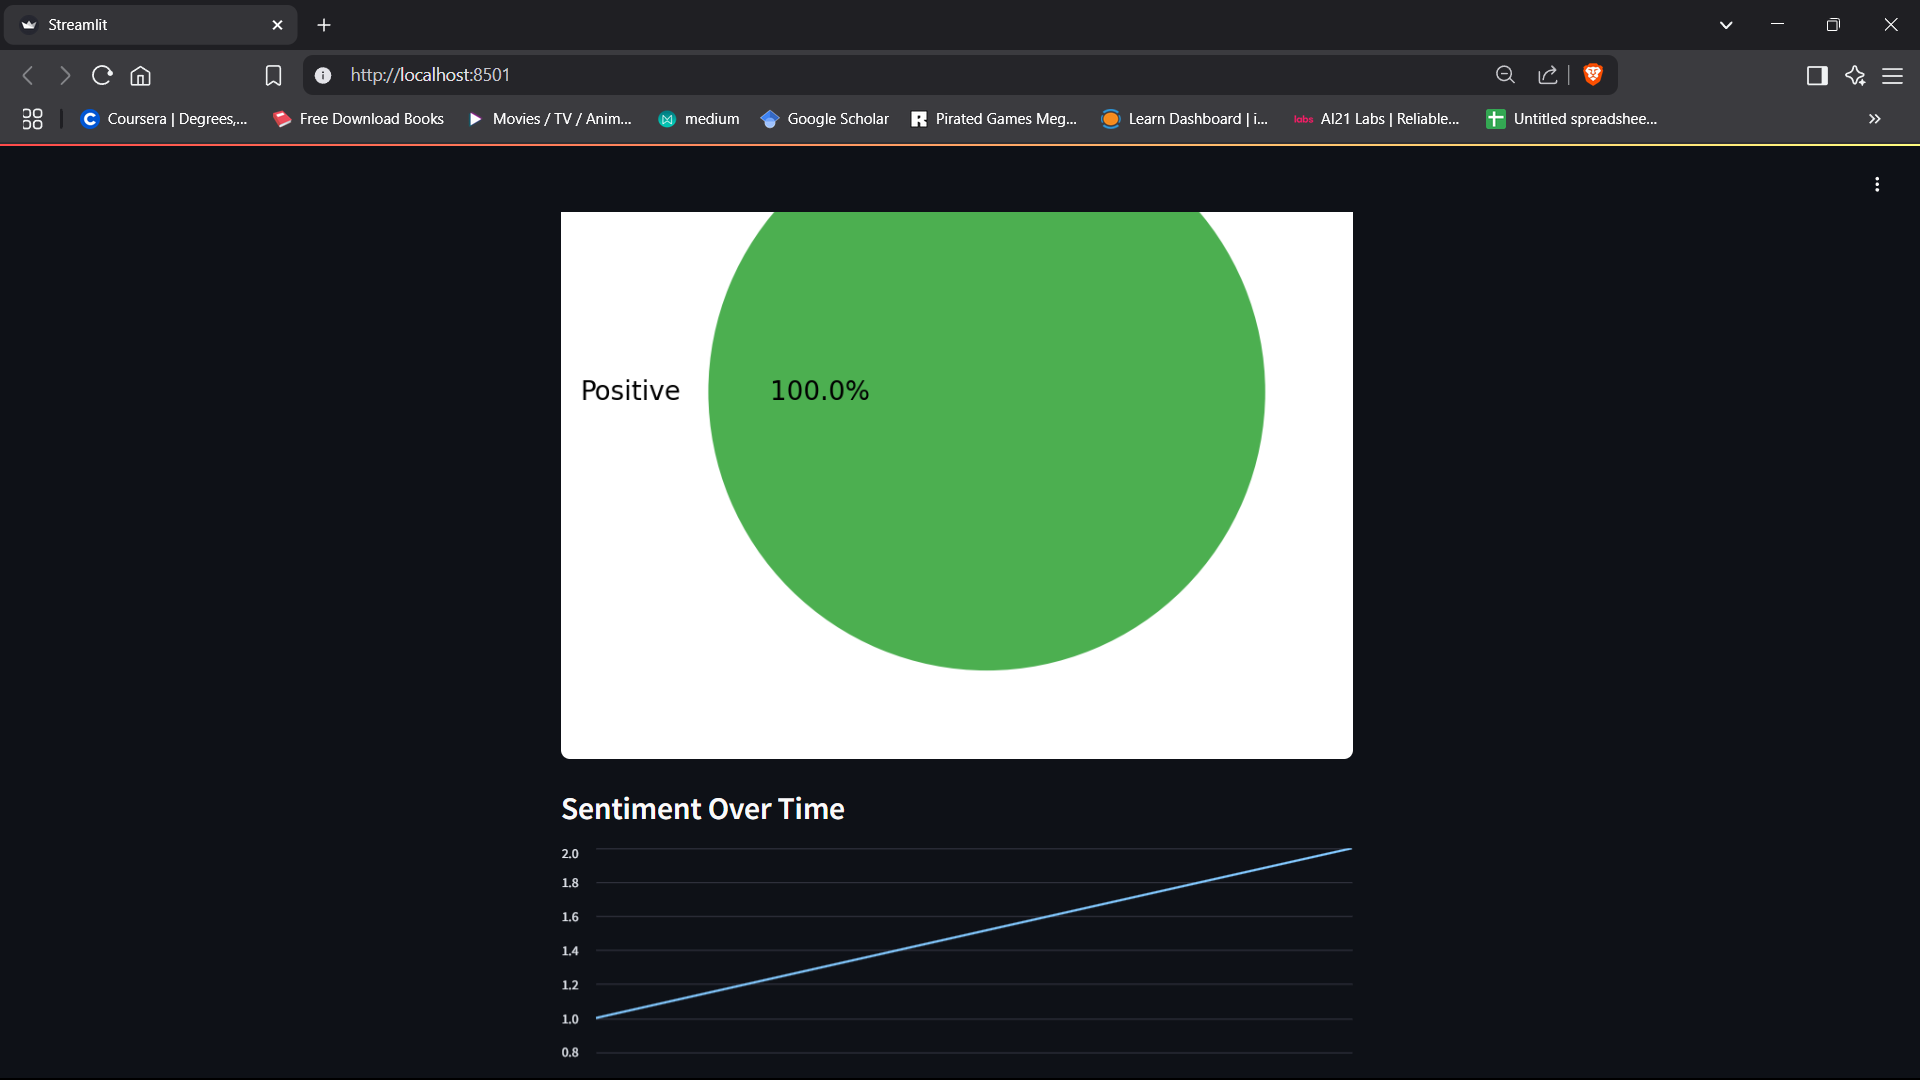 Streamlit
http://localhost:8501
Coursera | Degrees,... Free Download Books Movies / TV / Anim... medium Google Scholar Pirated Games Meg... Learn Dashboard | i... labs AI21 Labs | Reliable... Untitled spreadshee...
Positive 100.0%
Sentiment Over Time
2.0
1.8
1.6
1.4
1.2
1.0
0.8